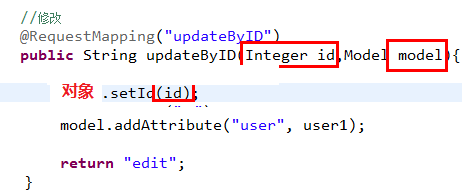 //修改
@RequestMapping("updateByID")
public String updateByID(Integer id,Model model){
对象 .setId(id);
model.addAttribute("user", user1);
return "edit";
}